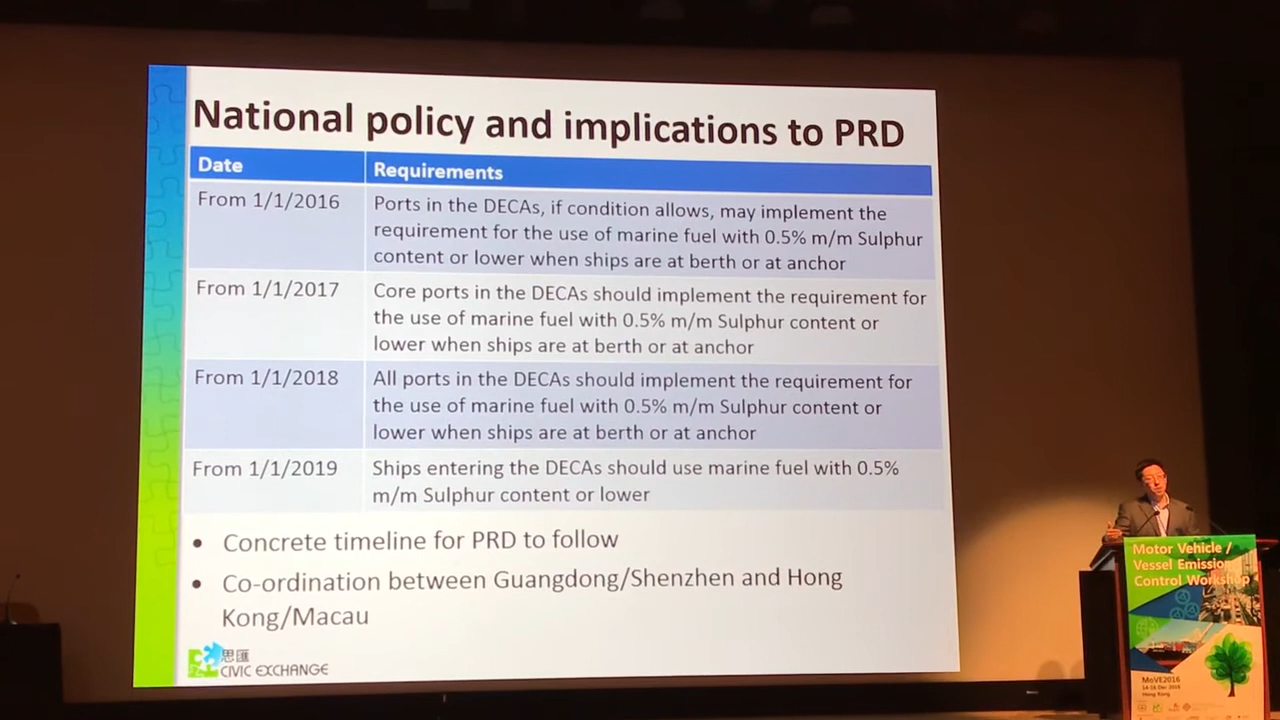 National policy and implications to PRD
Date
Requirements
From 1/1/2016
Ports in the DECAs, if condition allows, may implement the
requirement for the use of marine fuel with 0.5% m/m Sulphur
content or lower when ships are at berth or at anchor
From 1/1/2017
Core ports in the DECAs should implement the requirement for
the use of marine fuel with 0.5% m/m Sulphur content or
lower when ships are at berth or at anchor
From 1/1/2018
All ports in the DECAs should implement the requirement for
the use of marine fuel with 0.5% m/m Sulphur content or
lower when ships are at berth or at anchor
From 1/1/2019
Ships entering the DECAs should use marine fuel with 0.5%
m/m Sulphur content or lower
• Concrete timeline for PRD to follow
• Co-ordination between Guangdong/Shenzhen and Hong
Kong/Macau
思匯
CIVIC EXCHANGE
Motor Vehicle /
Vessel Emission
Control Workshop
MoVE2016
14-16 Dec 2016
Hong Kong